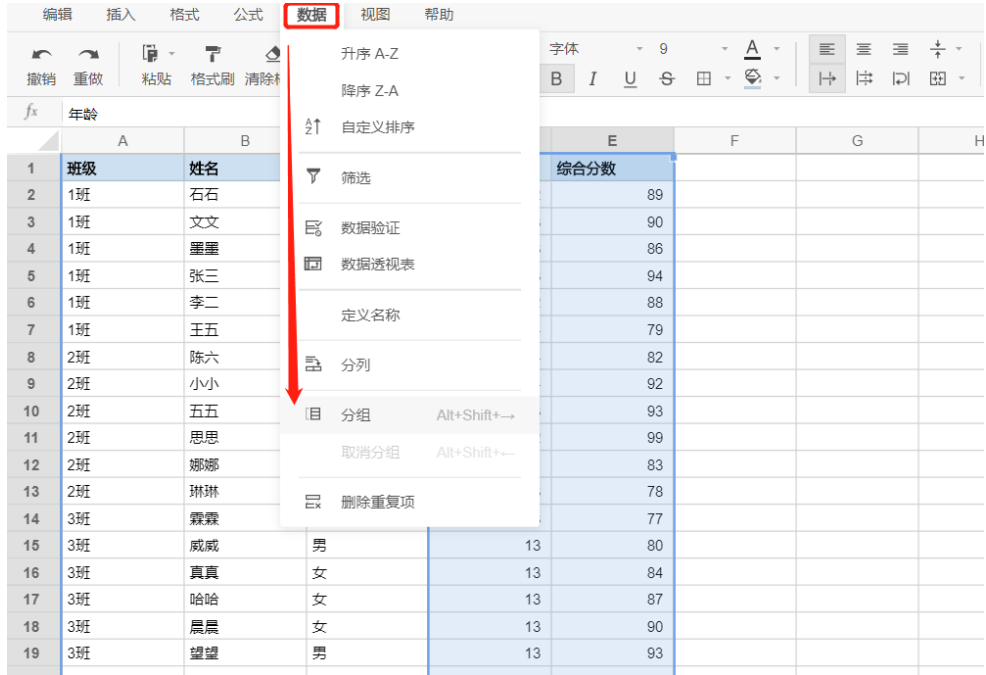 编辑 插入 格式 公式 数据 视图 帮助
撤销 重做 粘贴 格式刷 清除 字体 9 A
B I U S
fx 年龄
A B E F G H
升序 A-Z
降序 Z-A
自定义排序
筛选
数据验证
数据透视表
定义名称
分列
分组 Alt+Shift+→
取消分组 Alt+Shift+←
删除重复项
1 班级 姓名 综合分数
2 1班 石石 89
3 1班 文文 90
4 1班 墨墨 86
5 1班 张三 94
6 1班 李二 88
7 1班 王五 79
8 2班 陈六 82
9 2班 小小 92
10 2班 五五 93
11 2班 思思 99
12 2班 娜娜 83
13 2班 琳琳 78
14 3班 霖霖 77
15 3班 威威 男 13 80
16 3班 真真 女 13 84
17 3班 哈哈 女 13 87
18 3班 晨晨 女 13 90
19 3班 望望 男 13 93